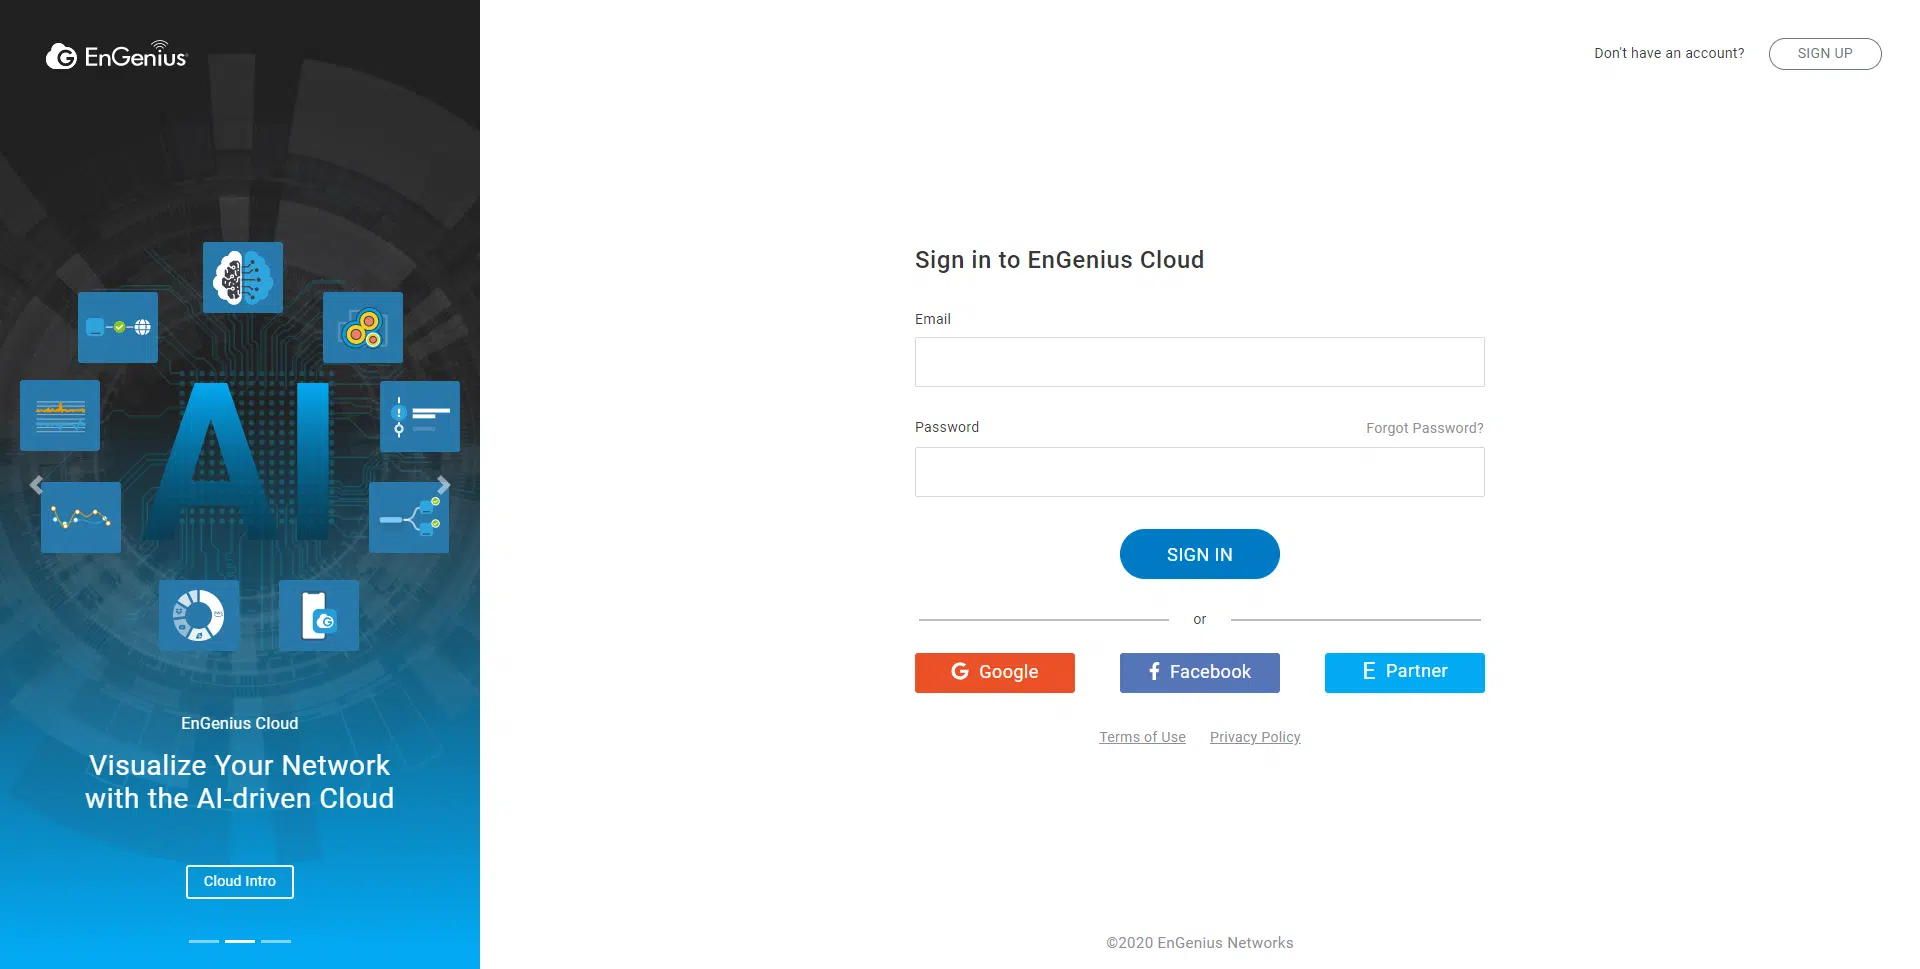 EnGenius
Don't have an account?
SIGN UP
Sign in to EnGenius Cloud
Email
Password
Forgot Password?
SIGN IN
or
Google
Facebook
Partner
Terms of Use
Privacy Policy
©2020 EnGenius Networks
AI
EnGenius Cloud
Visualize Your Network
with the AI-driven Cloud
Cloud Intro